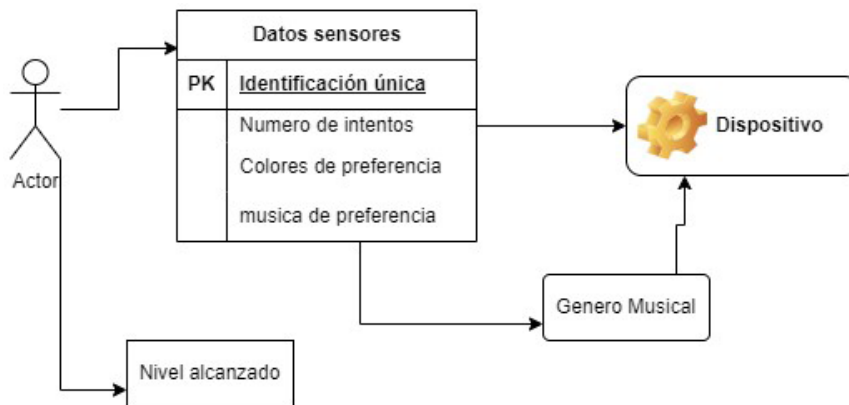 Datos sensores
PK Identificación única
Numero de intentos
Colores de preferencia
musica de preferencia
Actor
Dispositivo
Genero Musical
Nivel alcanzado